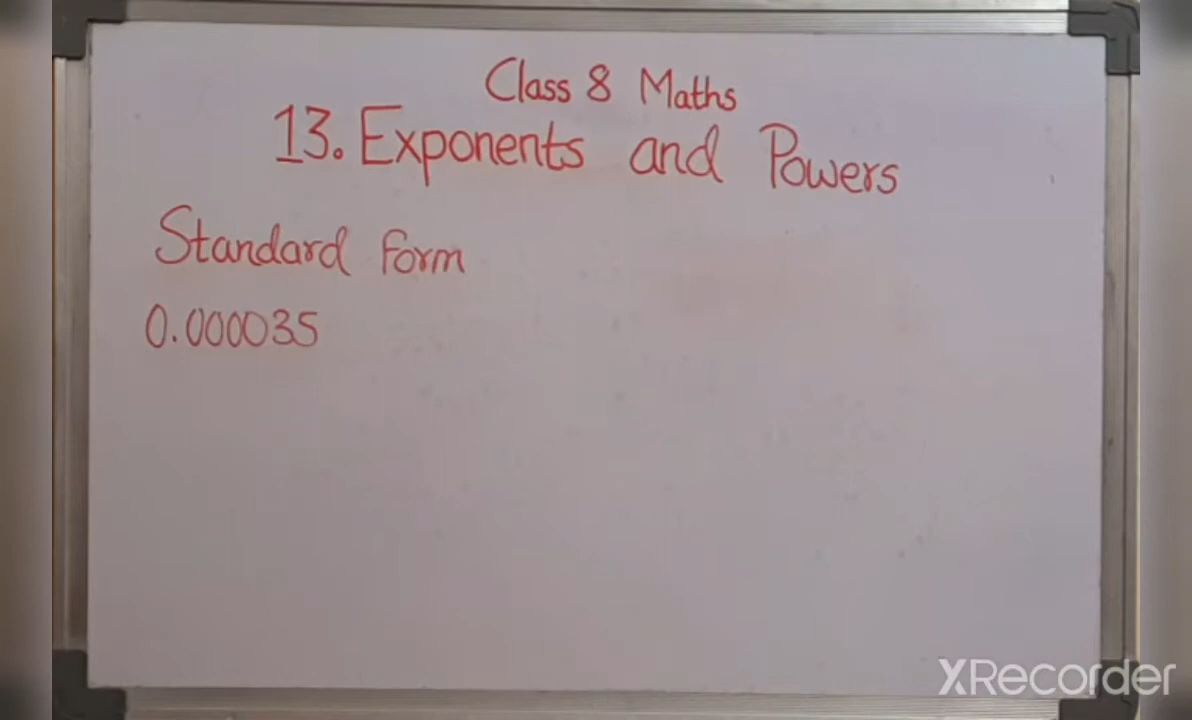 Class 8 Maths
13. Exponents and Powers
Standard form
0.000035
XRecorder